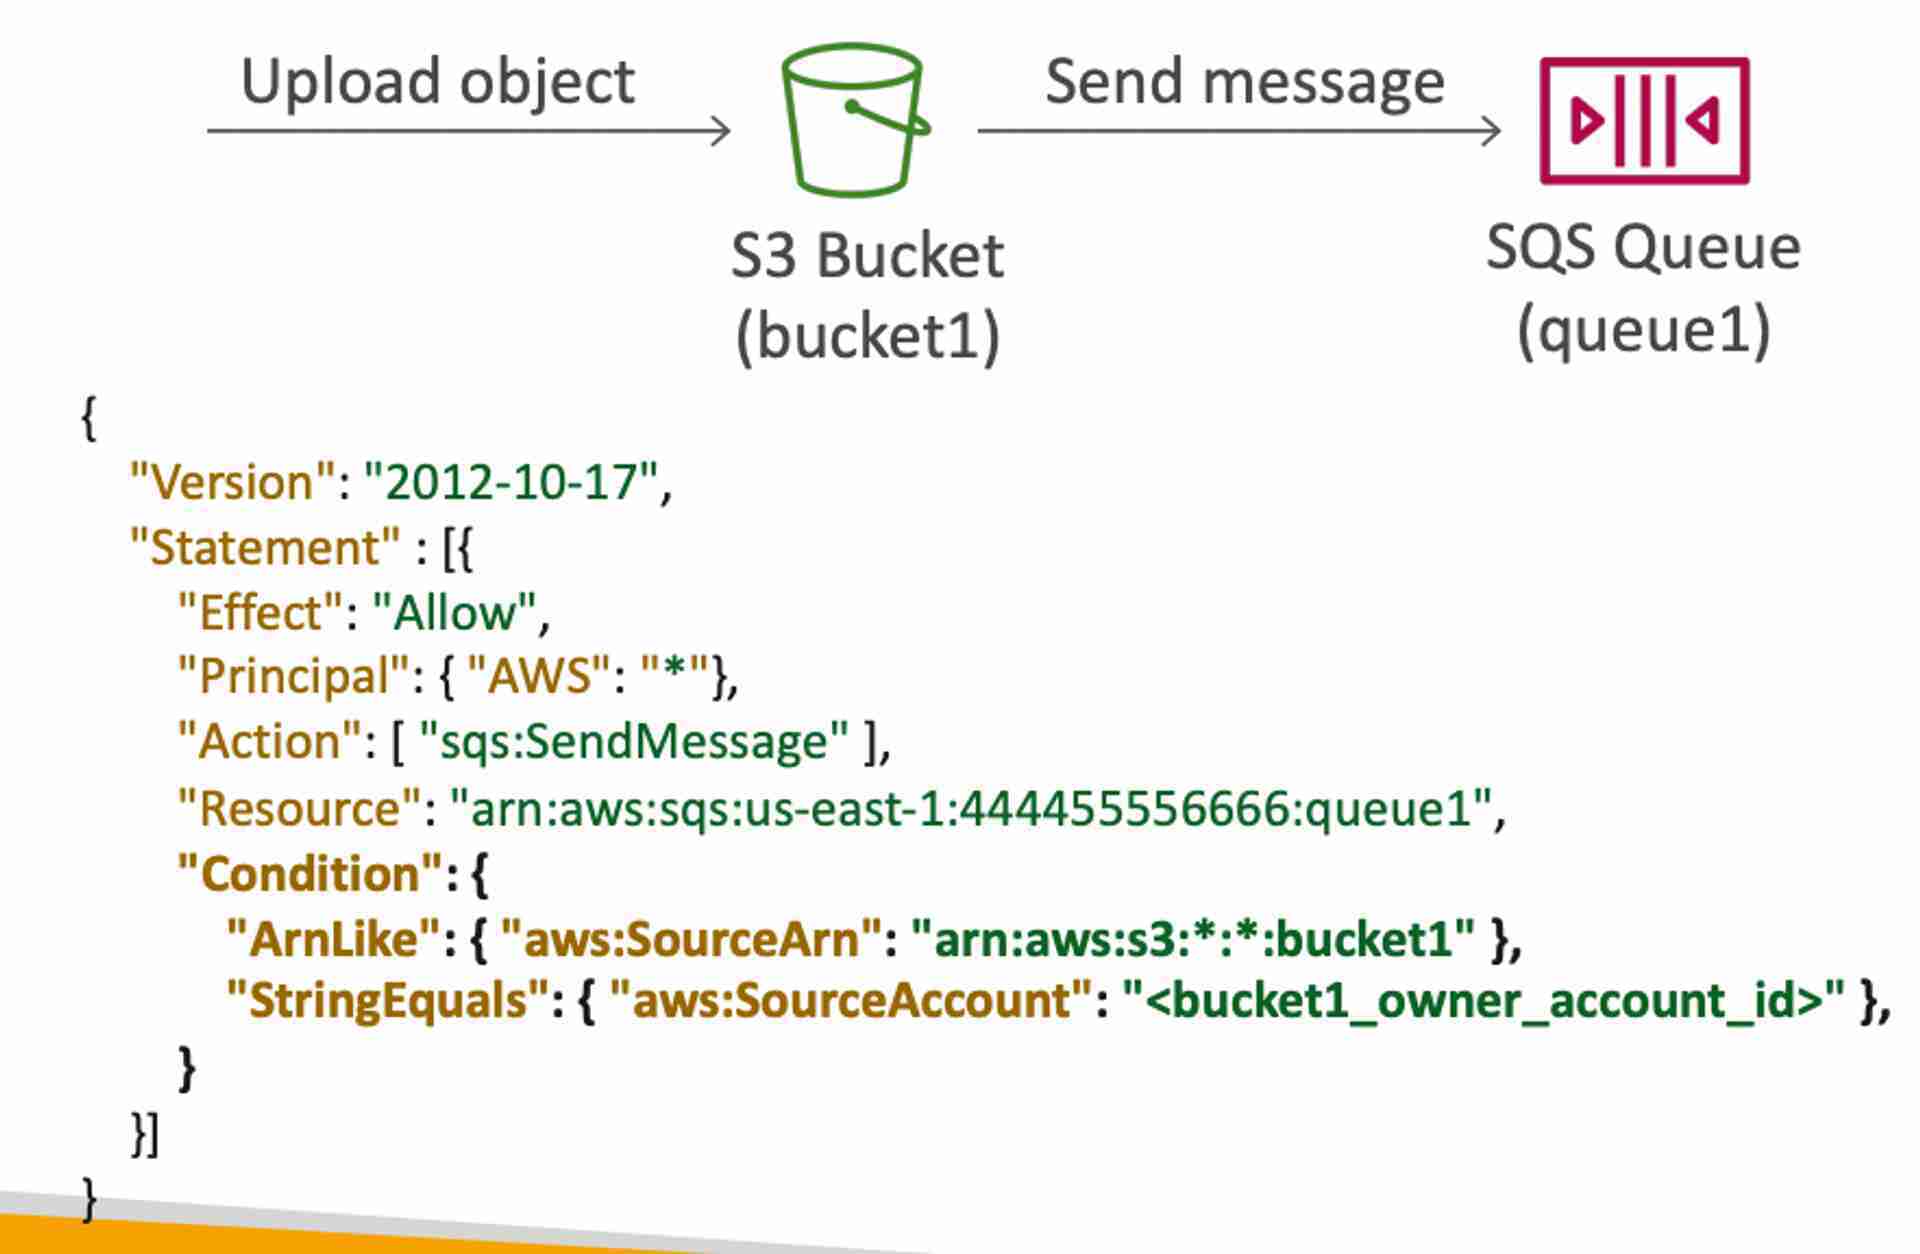 Upload object
Send message
S3 Bucket
(bucket1)
SQS Queue
(queue1)
{
"Version": "2012-10-17",
"Statement" : [{
"Effect": "Allow",
"Principal": { "AWS": "*"},
"Action": [ "sqs:SendMessage" ],
"Resource": "arn:aws:sqs:us-east-1:444455556666:queue1",
"Condition": {
"ArnLike": { "aws:SourceArn": "arn:aws:s3:*:*:bucket1" },
"StringEquals": { "aws:SourceAccount": "<bucket1_owner_account_id>" },
}
}]
}